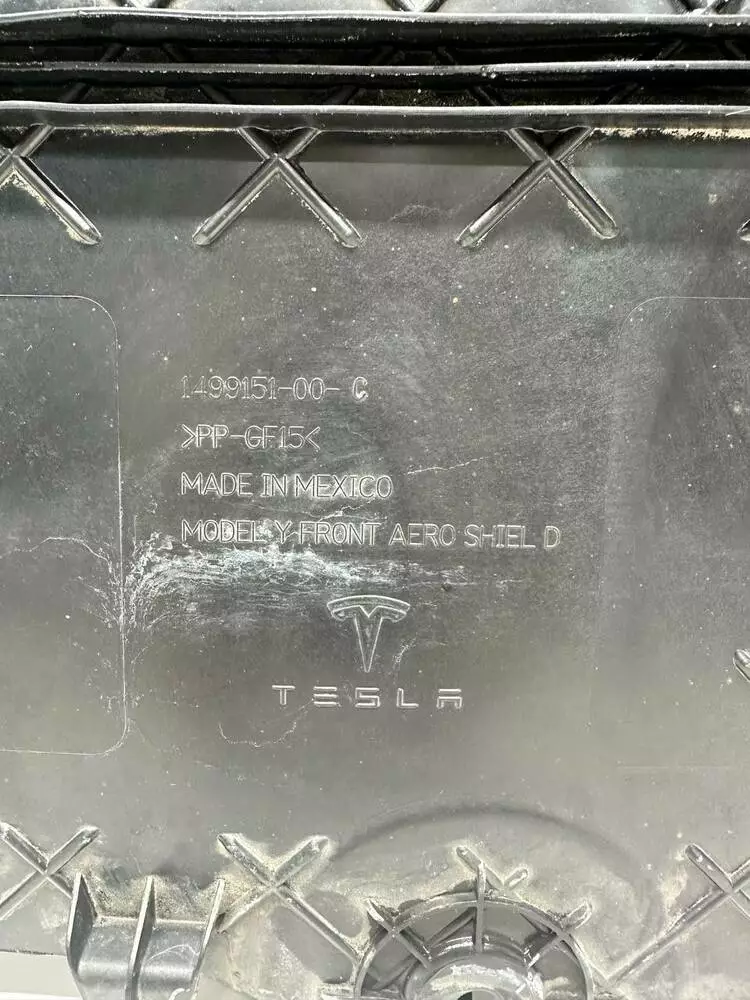 1499151-00- C
>PP-GF15<
MADE IN MEXICO
MODEL Y FRONT AERO SHIEL D
TESLA